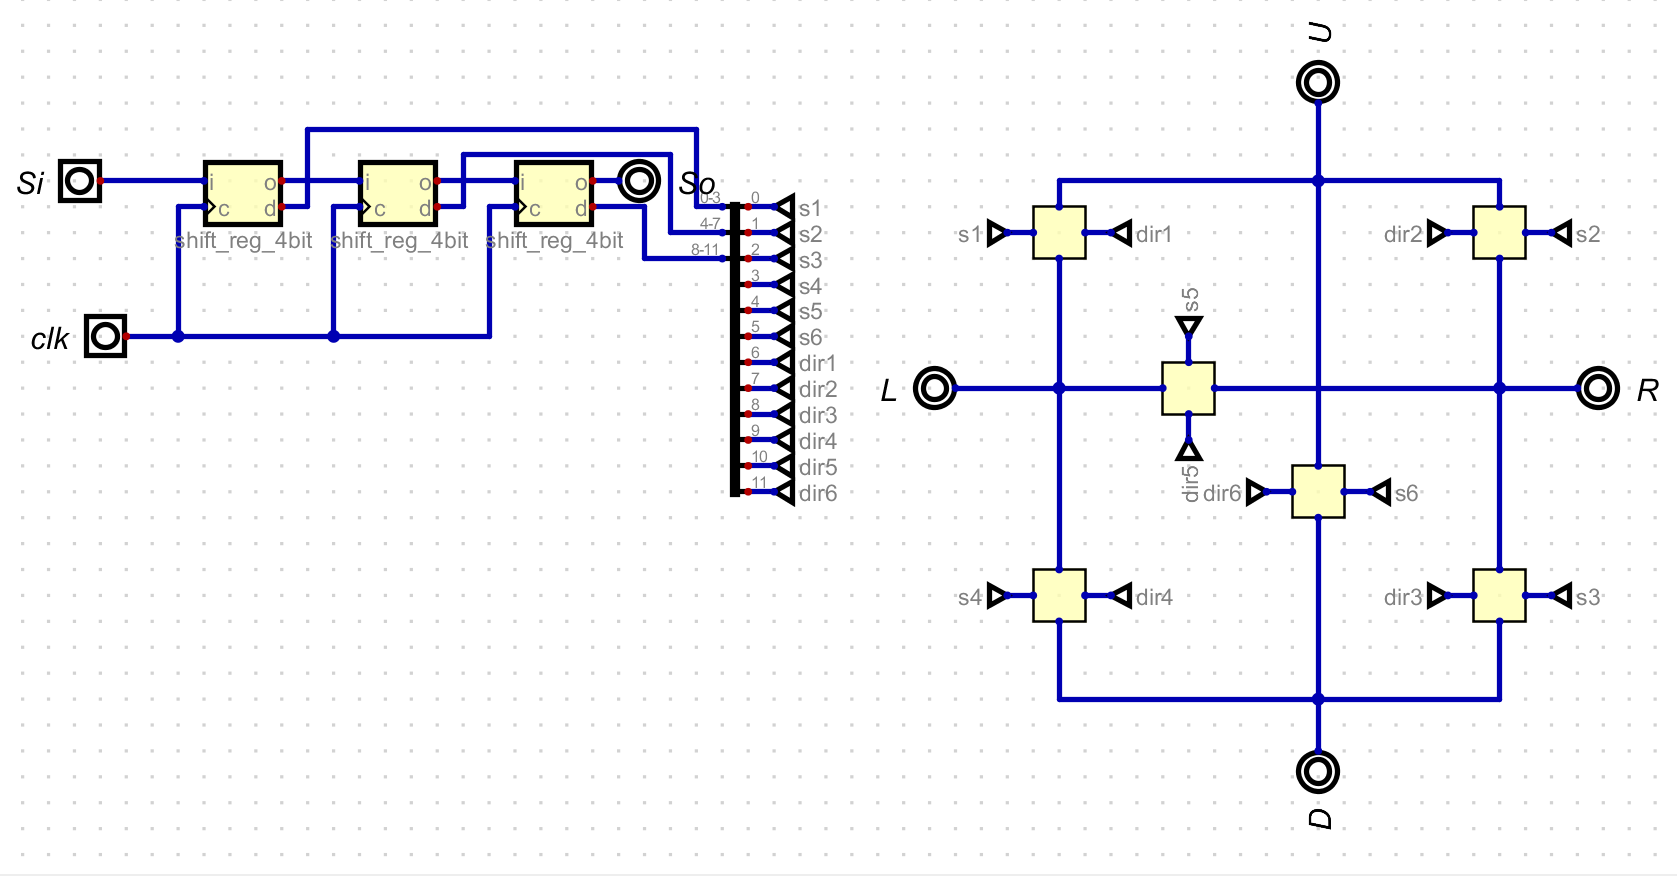 U
Si
i
o
c
d
shift_reg_4bit
i
o
c
d
shift_reg_4bit
i
o
c
d
shift_reg_4bit
So
clk
0-3
4-7
8-11
0
s1
1
s2
2
s3
3
s4
4
s5
5
s6
6
dir1
7
dir2
8
dir3
9
dir4
10
dir5
11
dir6
s1
dir1
dir2
s2
s5
L
R
dir5
dir6
s6
s4
dir4
dir3
s3
D